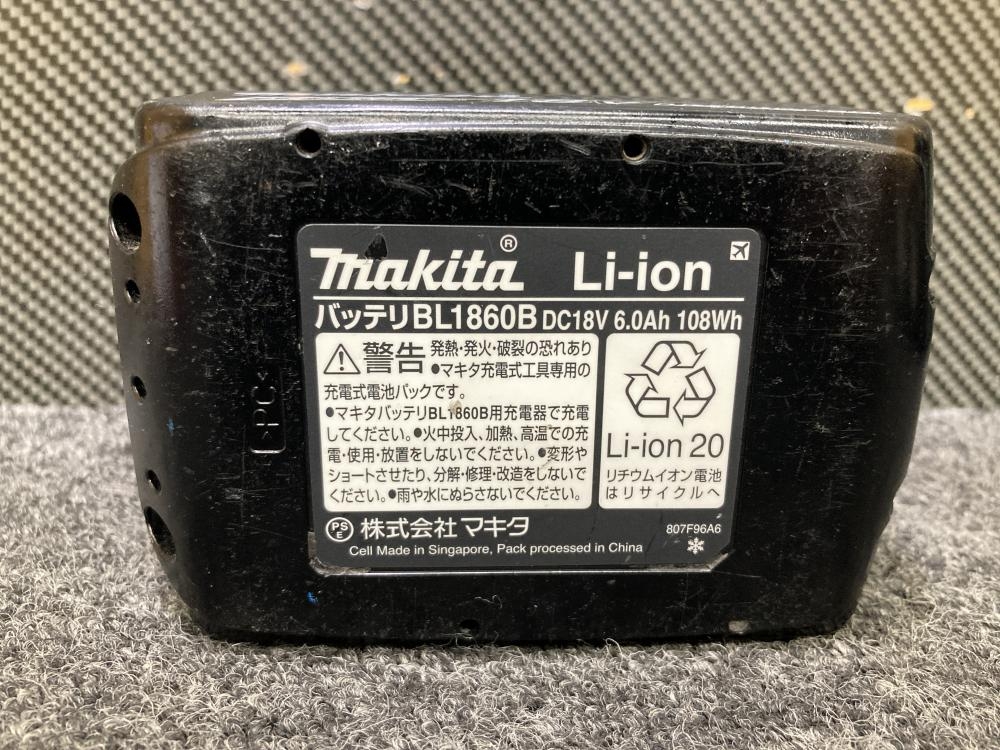 Makita® Li-ion
バッテリBL1860B DC18V 6.0Ah 108Wh
警告 発熱・発火・破裂の恐れあり
●マキタ充電式工具専用の
充電式電池パックです。
●マキタバッテリBL1860B用充電器で充電
してください。●火中投入、加熱、高温での充
電・使用・放置をしないでください。●変形や
ショートさせたり、分解・修理・改造をしないで
ください。●雨や水にぬらさないでください。
Li-ion 20
リチウムイオン電池
はリサイクルへ
PSE 株式会社マキタ
807F96A6
Cell Made in Singapore, Pack processed in China
>PC<